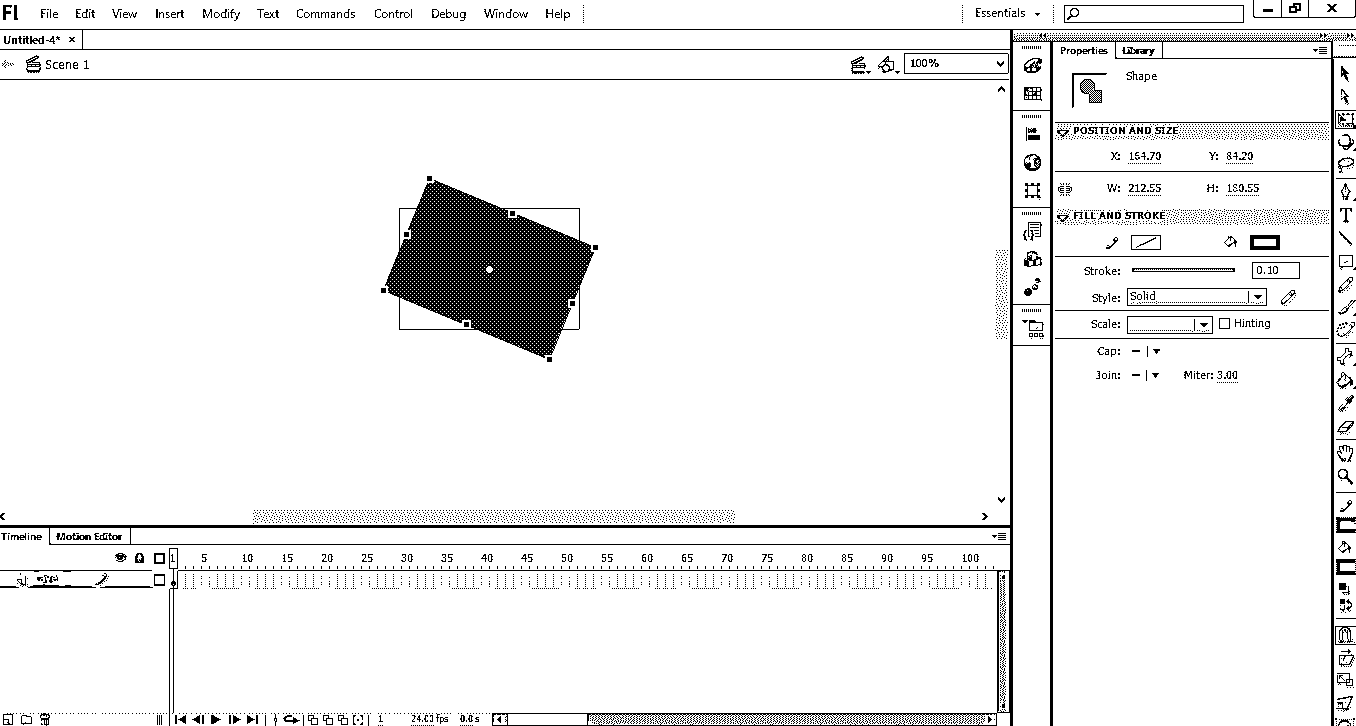 Fl File Edit View Insert Modify Text Commands Control Debug Window Help Essentials
Untitled-4* ×
Scene 1
100%
Properties Library
Shape
POSITION AND SIZE
X: 164.70 Y: 84.20
W: 212.55 H: 180.55
FILL AND STROKE
Stroke: 0.10
Style: Solid
Scale: Hinting
Cap:
Join: Miter: 3.00
Timeline Motion Editor
1 5 10 15 20 25 30 35 40 45 50 55 60 65 70 75 80 85 90 95 100
1 24.00 fps 0.0 s